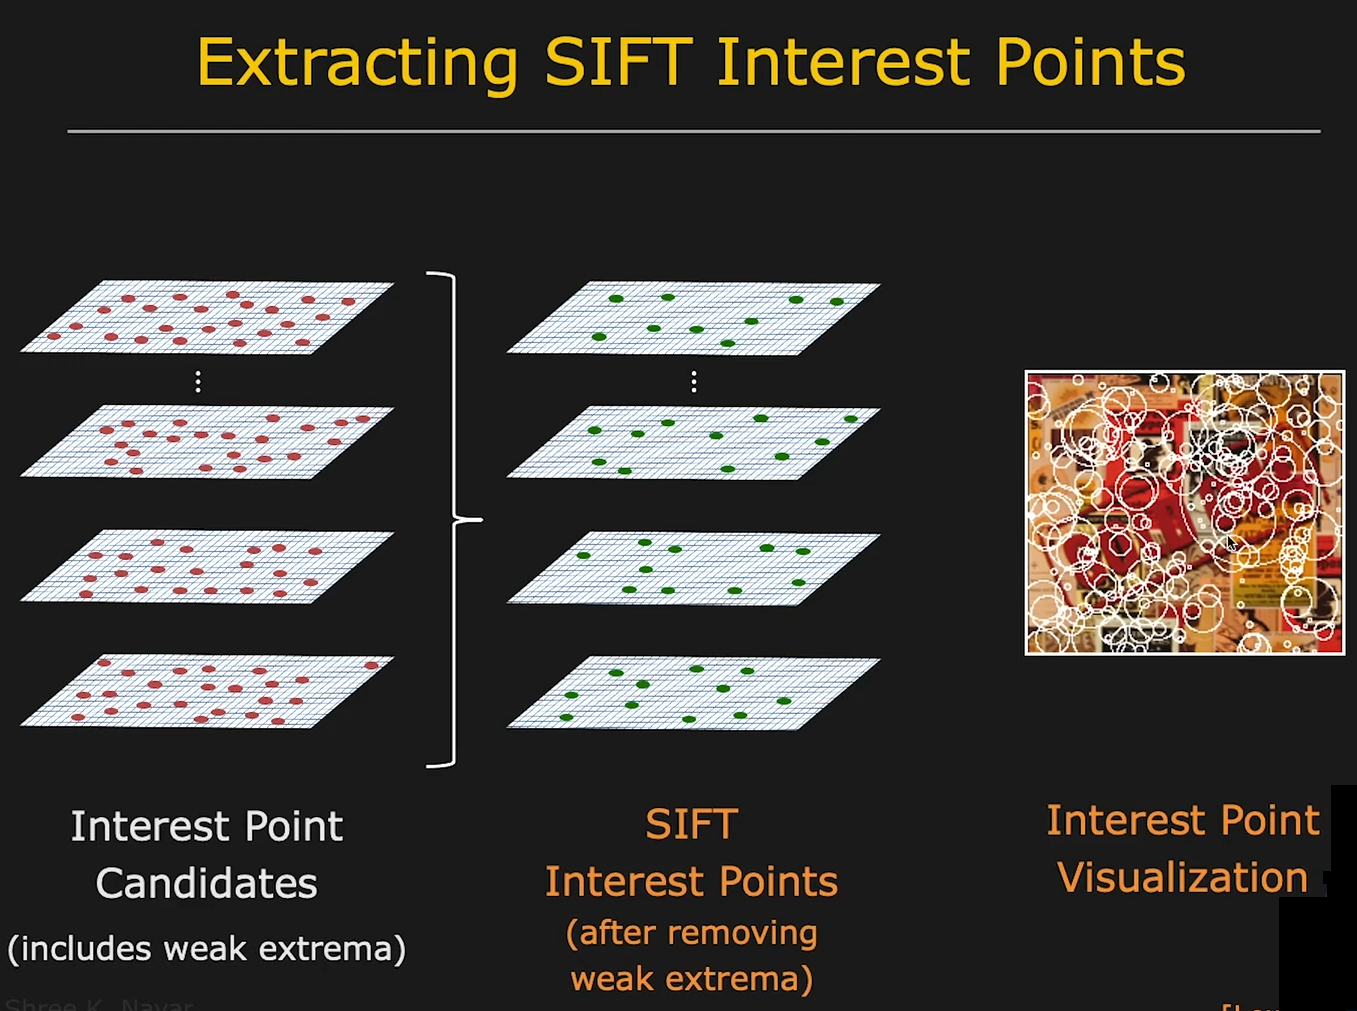 Extracting SIFT Interest Points
Interest Point
Candidates
(includes weak extrema)
SIFT
Interest Points
(after removing
weak extrema)
Interest Point
Visualization
Shree K. Nayar